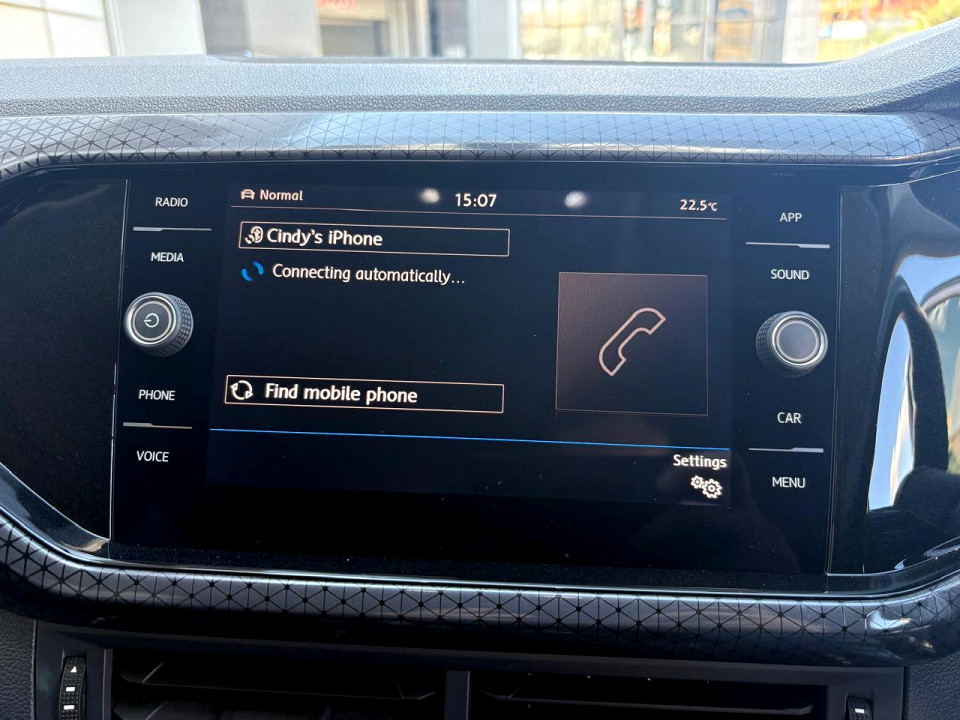 RADIO
MEDIA
PHONE
VOICE
Normal
15:07
22.5°C
Cindy's iPhone
Connecting automatically...
Find mobile phone
Settings
APP
SOUND
CAR
MENU